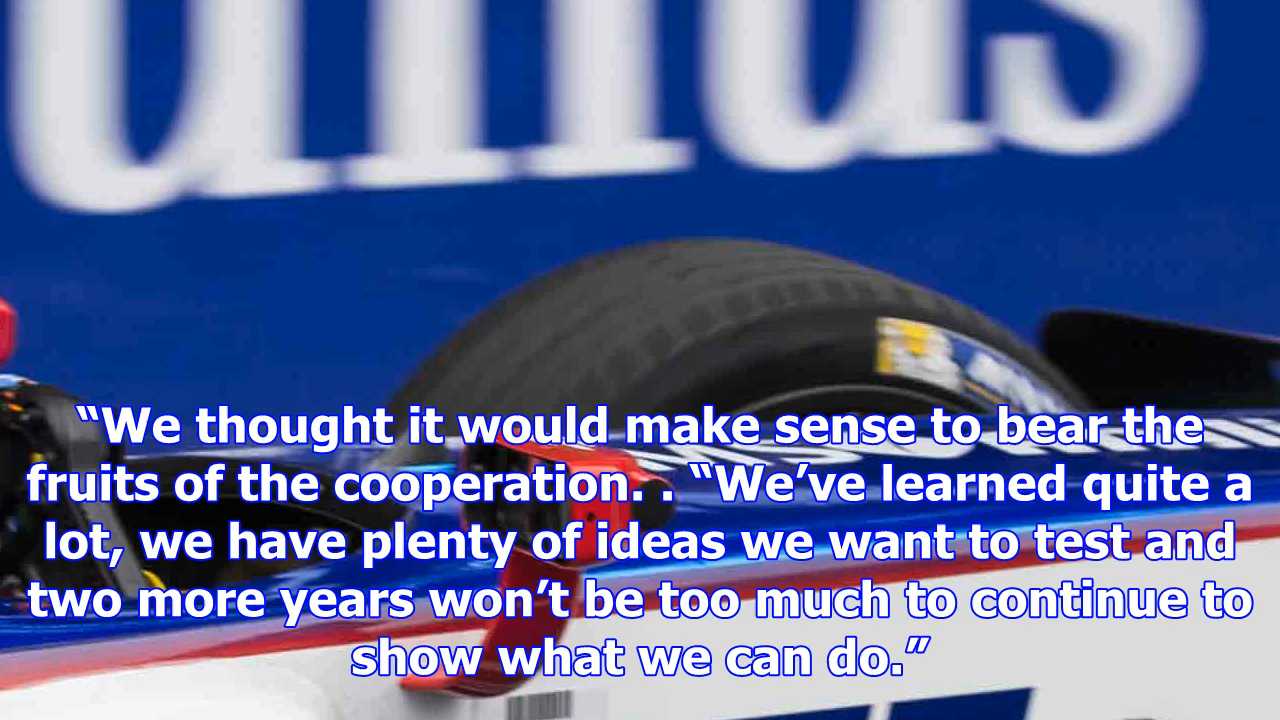 “We thought it would make sense to bear the
fruits of the cooperation. . “We’ve learned quite a
lot, we have plenty of ideas we want to test and
two more years won’t be too much to continue to
show what we can do.”